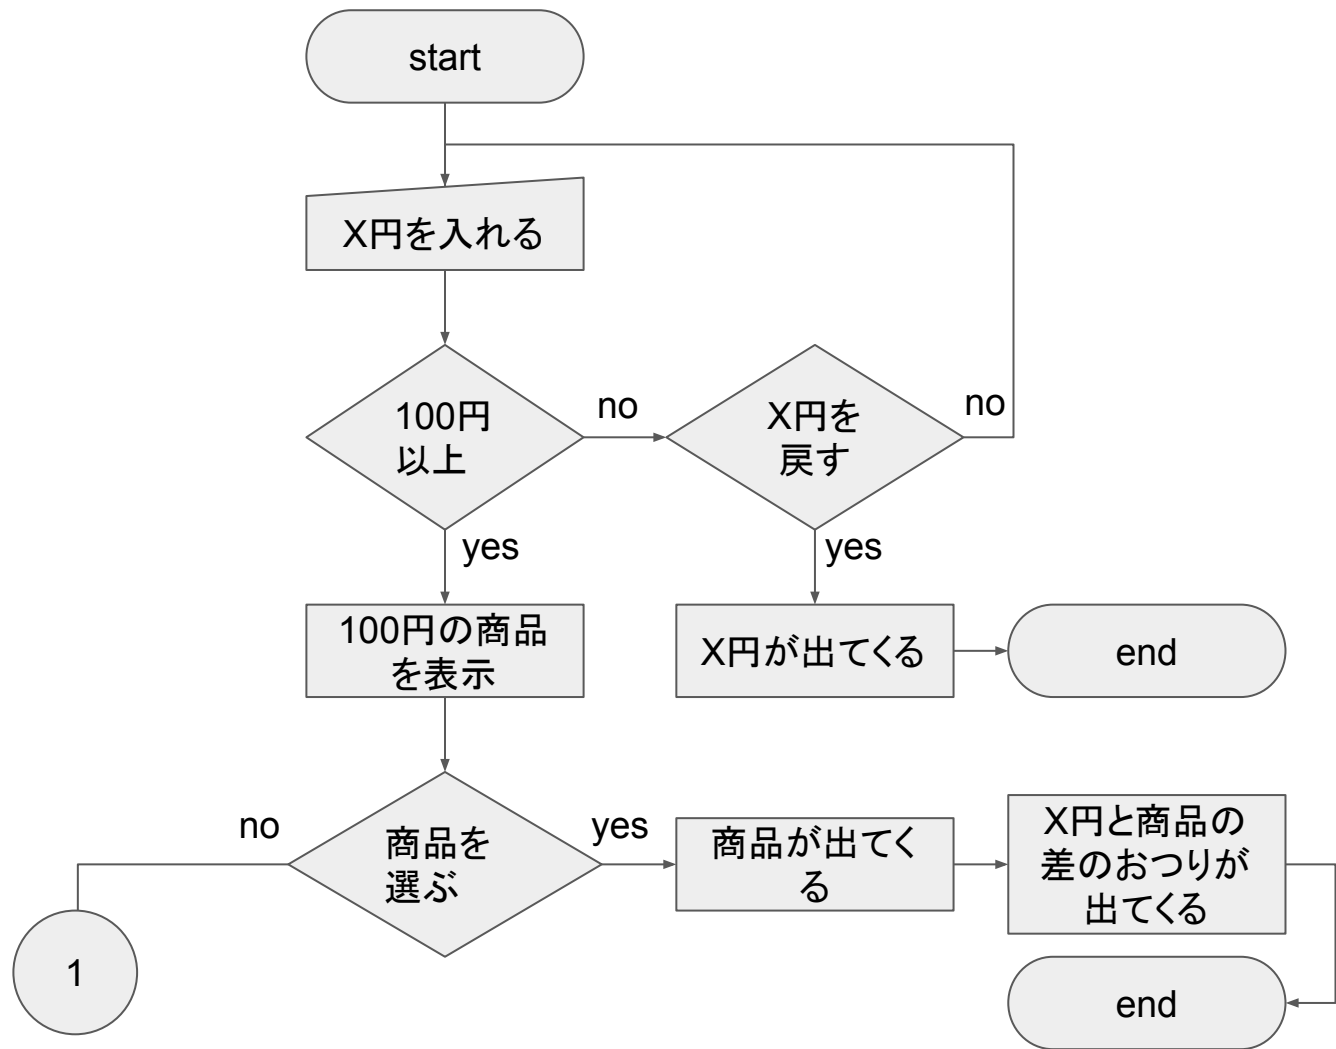 start
X円を入れる
100円
以上
no
X円を
戻す
no
yes
yes
100円の商品
を表示
X円が出てくる
end
no
商品を
選ぶ
yes
商品が出てく
る
X円と商品の
差のおつりが
出てくる
1
end